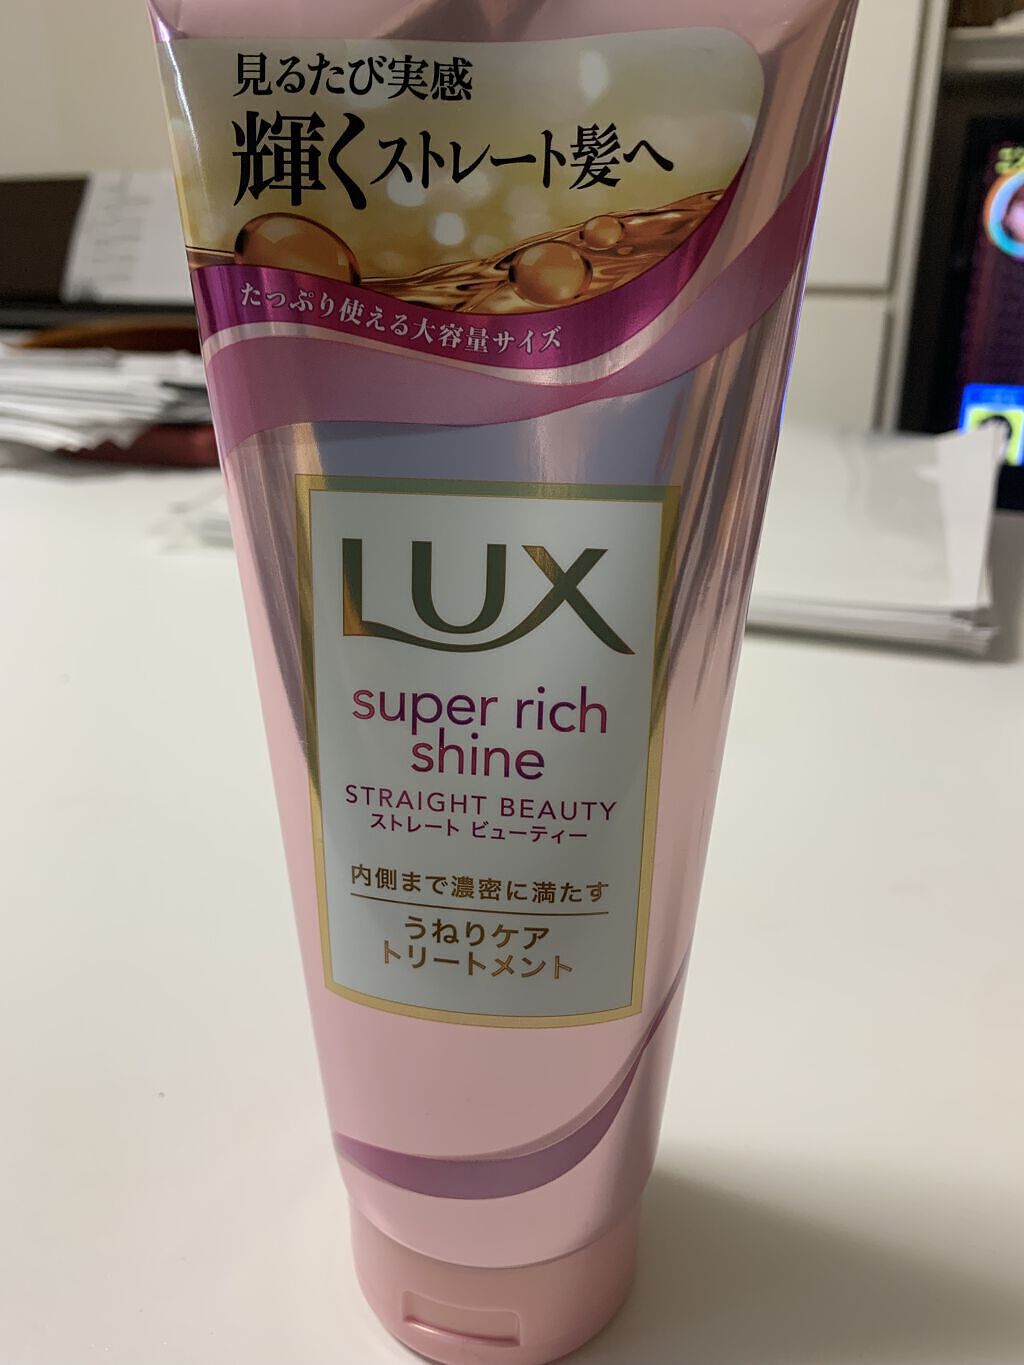 見るたび実感
輝くストレート髪へ
たっぷり使える大容量サイズ
LUX
super rich
shine
STRAIGHT BEAUTY
ストレート ビューティー
内側まで濃密に満たす
うねりケア
トリートメント